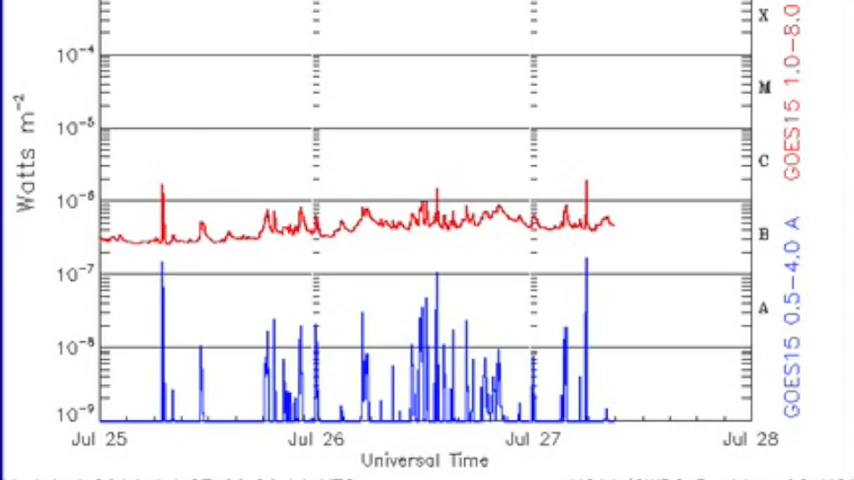 X
10⁻⁴
M
10⁻⁵
C
10⁻⁶
B
10⁻⁷
A
10⁻⁸
10⁻⁹
Watts m⁻²
GOES15 1.0-8.0
GOES15 0.5-4.0 A
Jul 25 Jul 26 Jul 27 Jul 28
Universal Time